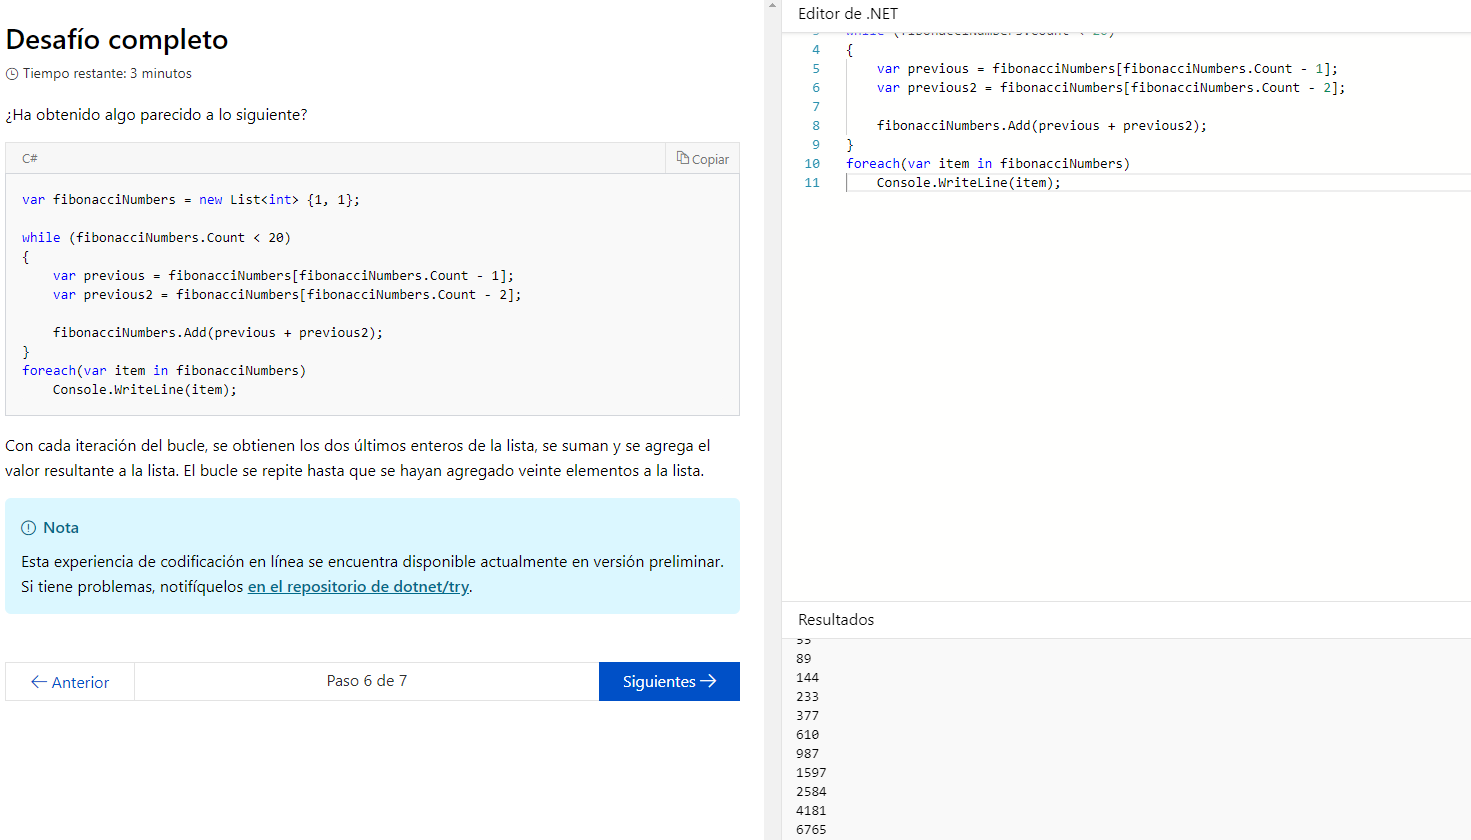 Desafío completo
Tiempo restante: 3 minutos
¿Ha obtenido algo parecido a lo siguiente?
C#
Copiar
var fibonacciNumbers = new List<int> {1, 1};
while (fibonacciNumbers.Count < 20)
{
    var previous = fibonacciNumbers[fibonacciNumbers.Count - 1];
    var previous2 = fibonacciNumbers[fibonacciNumbers.Count - 2];
    fibonacciNumbers.Add(previous + previous2);
}
foreach(var item in fibonacciNumbers)
    Console.WriteLine(item);
Con cada iteración del bucle, se obtienen los dos últimos enteros de la lista, se suman y se agrega el
valor resultante a la lista. El bucle se repite hasta que se hayan agregado veinte elementos a la lista.
Nota
Esta experiencia de codificación en línea se encuentra disponible actualmente en versión preliminar.
Si tiene problemas, notifíquelos en el repositorio de dotnet/try.
← Anterior
Paso 6 de 7
Siguientes →
Editor de .NET
3 while (fibonacciNumbers.Count < 20)
4 {
5     var previous = fibonacciNumbers[fibonacciNumbers.Count - 1];
6     var previous2 = fibonacciNumbers[fibonacciNumbers.Count - 2];
7
8     fibonacciNumbers.Add(previous + previous2);
9 }
10 foreach(var item in fibonacciNumbers)
11     Console.WriteLine(item);
Resultados
55
89
144
233
377
610
987
1597
2584
4181
6765